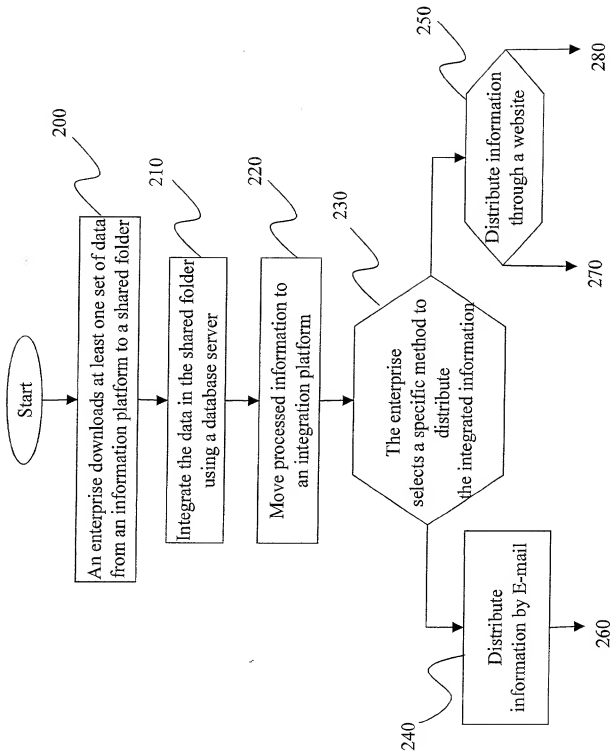 Start
200
An enterprise downloads at least one set of data
from an information platform to a shared folder
210
Integrate the data in the shared folder
using a database server
220
Move processed information to
an integration platform
230
The enterprise
selects a specific method to
distribute
the integrated information
240
Distribute
information by E-mail
250
Distribute information
through a website
260
270
280